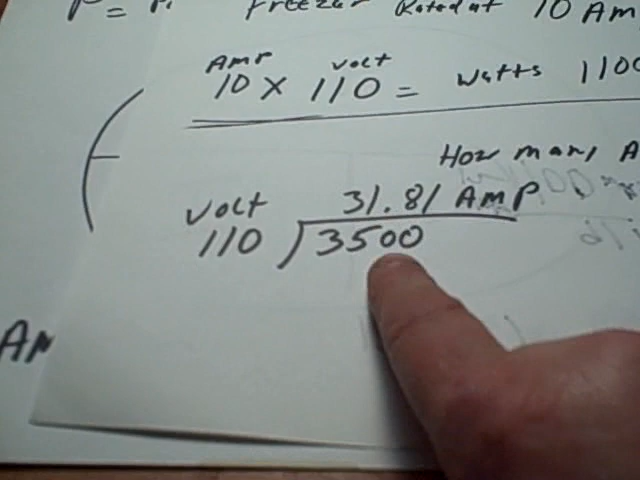 P = Freezer Rated at 10 Am
AMP volt
10 X 110 = watts 1100
How many A
volt 31.81 AMP
110 ) 3500
AM